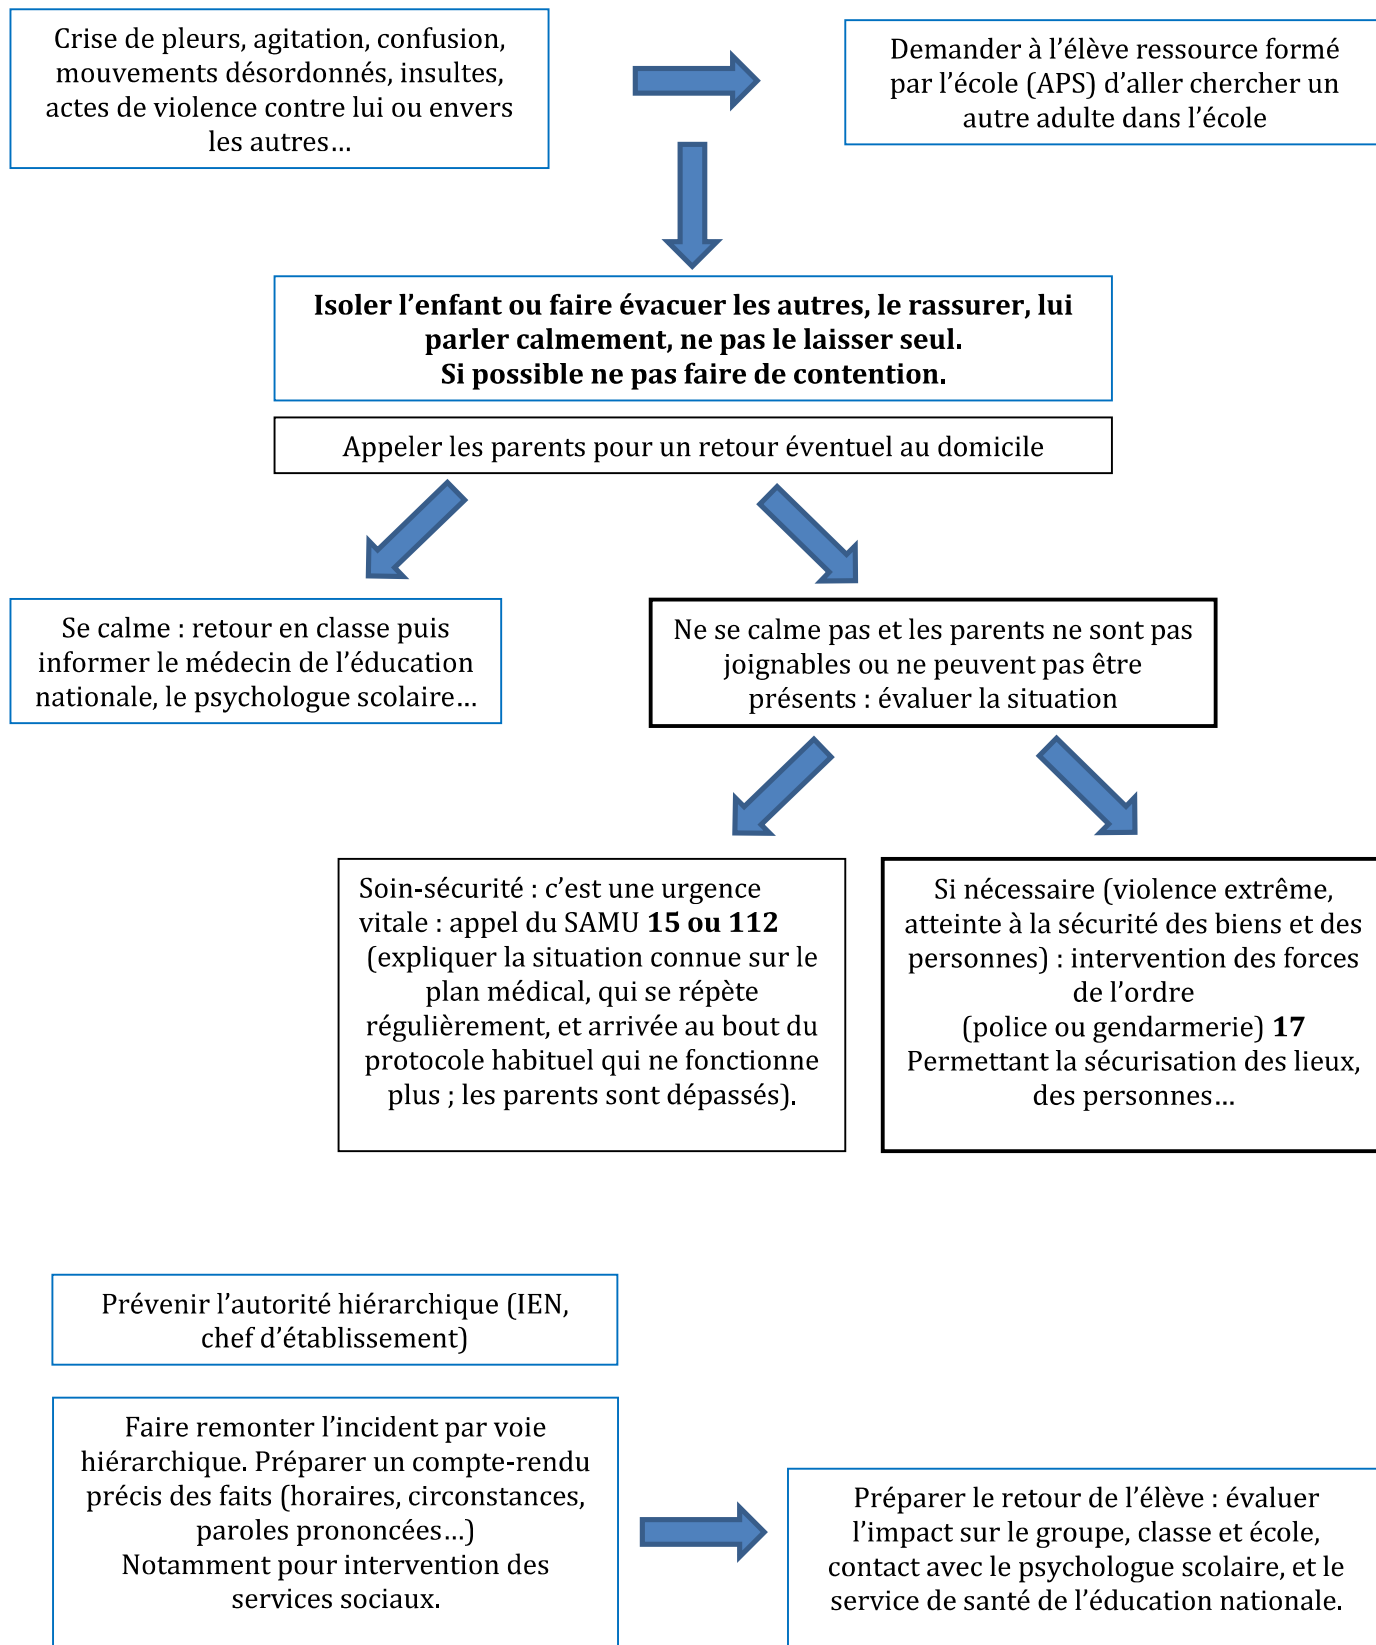 Crise de pleurs, agitation, confusion,
mouvements désordonnés, insultes,
actes de violence contre lui ou envers
les autres…
Demander à l’élève ressource formé
par l’école (APS) d’aller chercher un
autre adulte dans l’école
Isoler l’enfant ou faire évacuer les autres, le rassurer, lui
parler calmement, ne pas le laisser seul.
Si possible ne pas faire de contention.
Appeler les parents pour un retour éventuel au domicile
Se calme : retour en classe puis
informer le médecin de l’éducation
nationale, le psychologue scolaire…
Ne se calme pas et les parents ne sont pas
joignables ou ne peuvent pas être
présents : évaluer la situation
Soin-sécurité : c’est une urgence
vitale : appel du SAMU 15 ou 112
(expliquer la situation connue sur le
plan médical, qui se répète
régulièrement, et arrivée au bout du
protocole habituel qui ne fonctionne
plus ; les parents sont dépassés).
Si nécessaire (violence extrême,
atteinte à la sécurité des biens et des
personnes) : intervention des forces
de l’ordre
(police ou gendarmerie) 17
Permettant la sécurisation des lieux,
des personnes…
Prévenir l’autorité hiérarchique (IEN,
chef d’établissement)
Faire remonter l’incident par voie
hiérarchique. Préparer un compte-rendu
précis des faits (horaires, circonstances,
paroles prononcées…)
Notamment pour intervention des
services sociaux.
Préparer le retour de l’élève : évaluer
l’impact sur le groupe, classe et école,
contact avec le psychologue scolaire, et le
service de santé de l’éducation nationale.